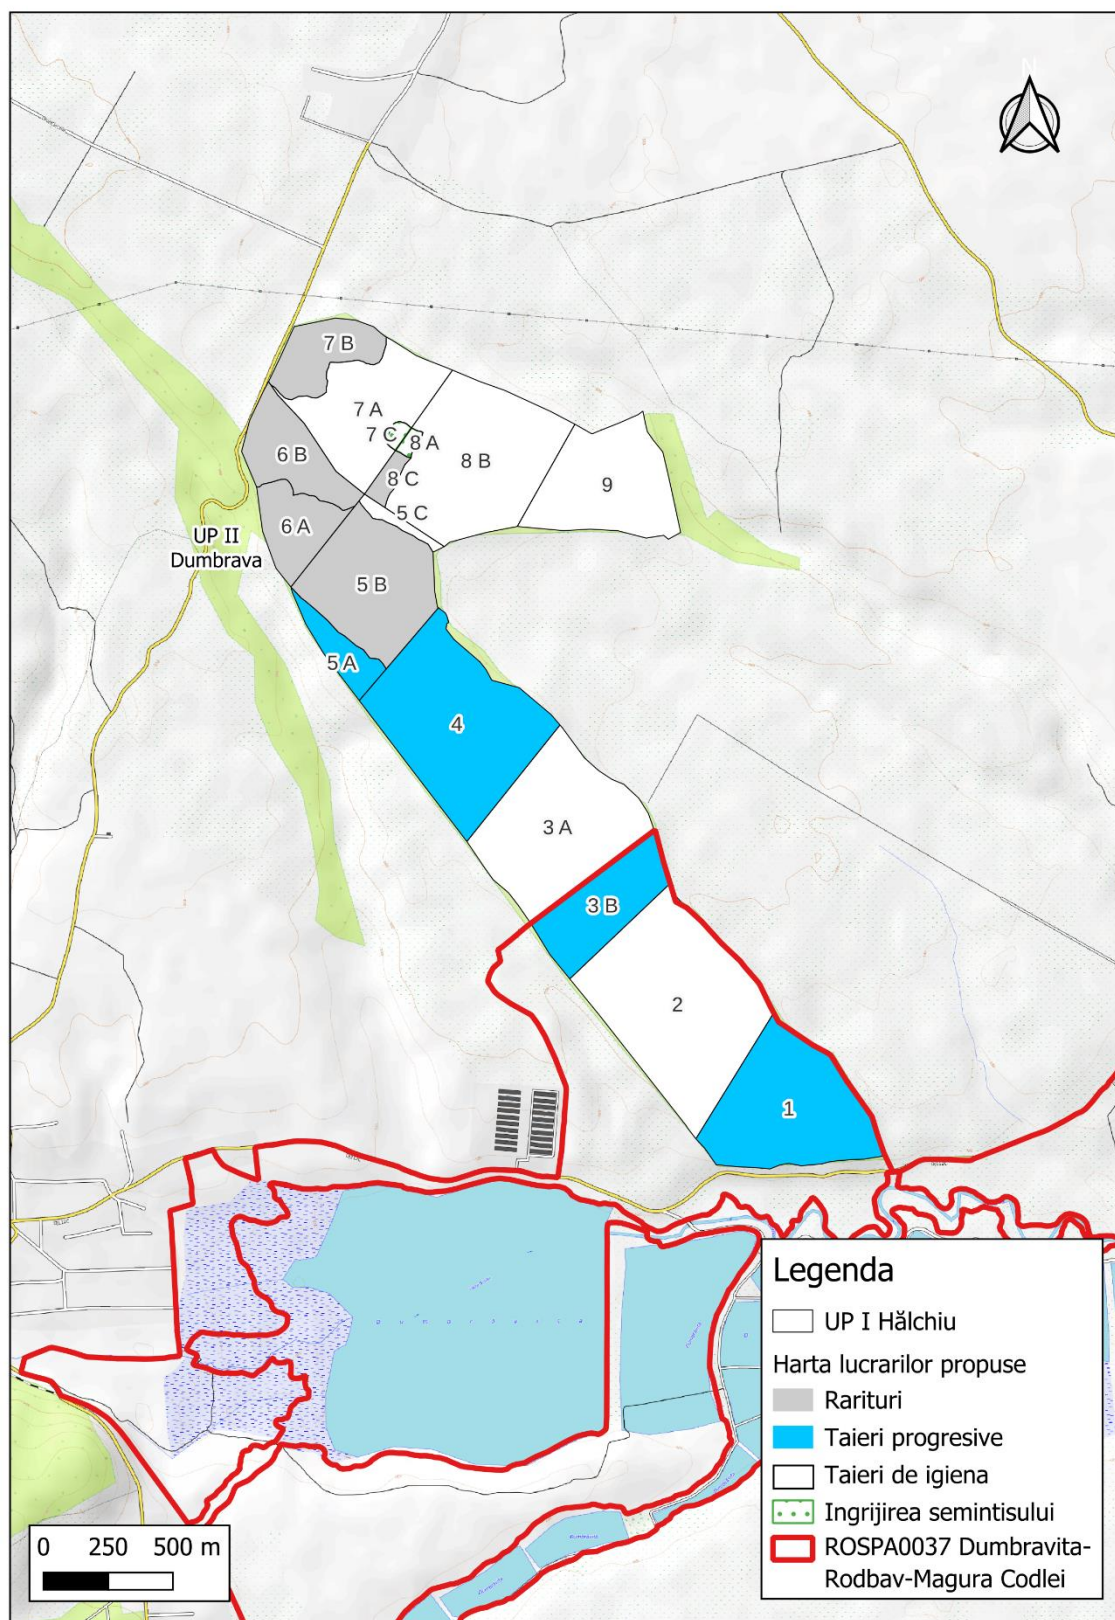 N
7 B
7 A
7 C
8 A
6 B
8 B
8 C
9
5 C
6 A
UP II
Dumbrava
5 B
5 A
4
3 A
3 B
2
1
Legenda
UP I Hălchiu
Harta lucrarilor propuse
Rarituri
Taieri progresive
Taieri de igiena
Ingrijirea semintisului
ROSPA0037 Dumbravita-
Rodbav-Magura Codlei
0 250 500 m